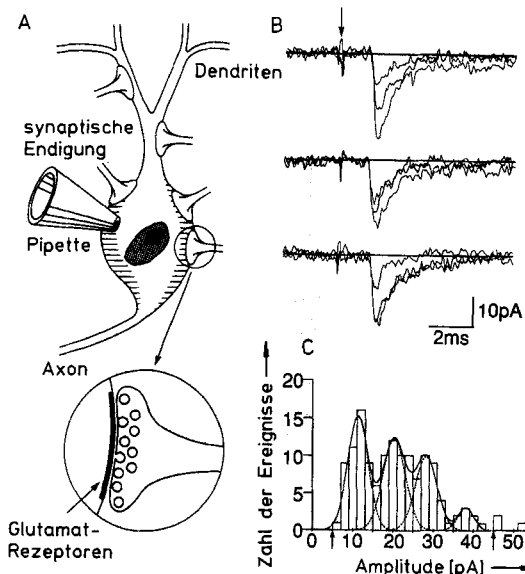 A
Dendriten
synaptische
Endigung
Pipette
Axon
Glutamat-
Rezeptoren
B
10pA
2ms
C
Zahl der Ereignisse
20
15
10
5
0
0
10
20
30
40
50
Amplitude [pA]